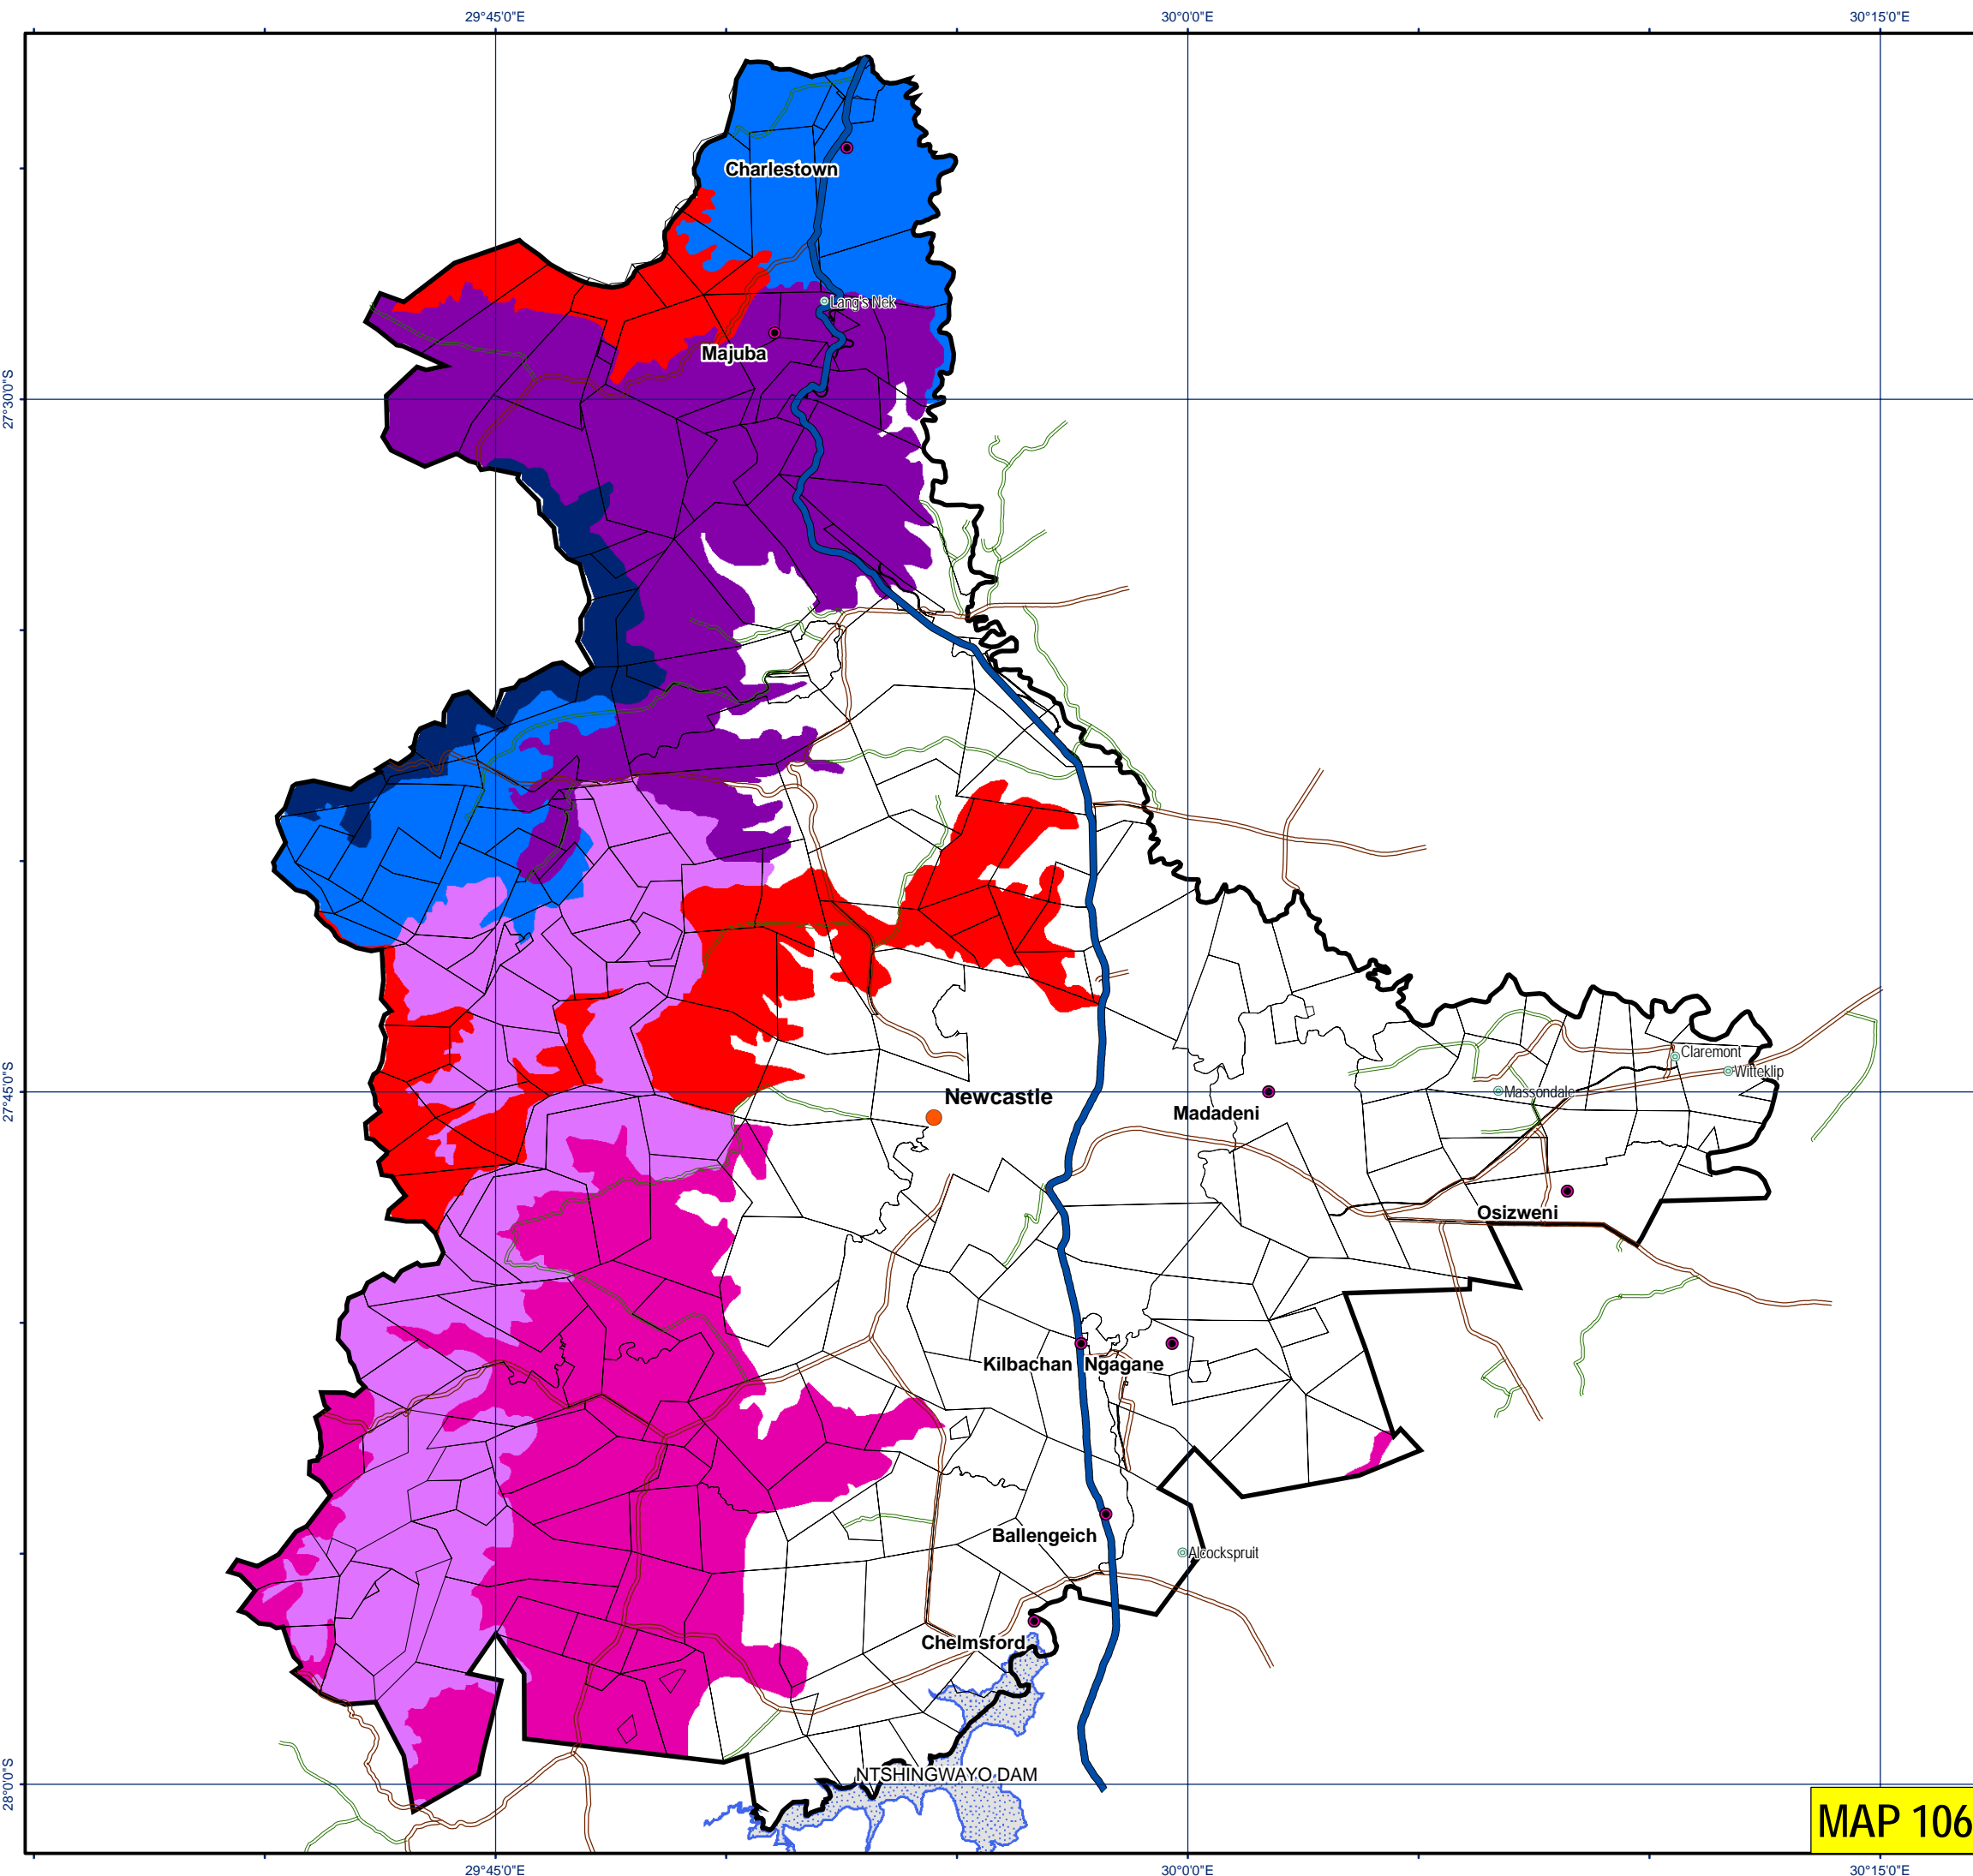 29°45'0"E 30°0'0"E 30°15'0"E
Charlestown
Lang's Nek
Majuba
27°30'0"S
Claremont
Witteklip
27°45'0"S
Newcastle
Massondale
Madadeni
Osizweni
Kilbachan Ngagane
Ballengeich
Alcockspruit
Chelmsford
NTSHINGWAYO DAM
28°0'0"S
MAP 106
29°45'0"E 30°0'0"E 30°15'0"E